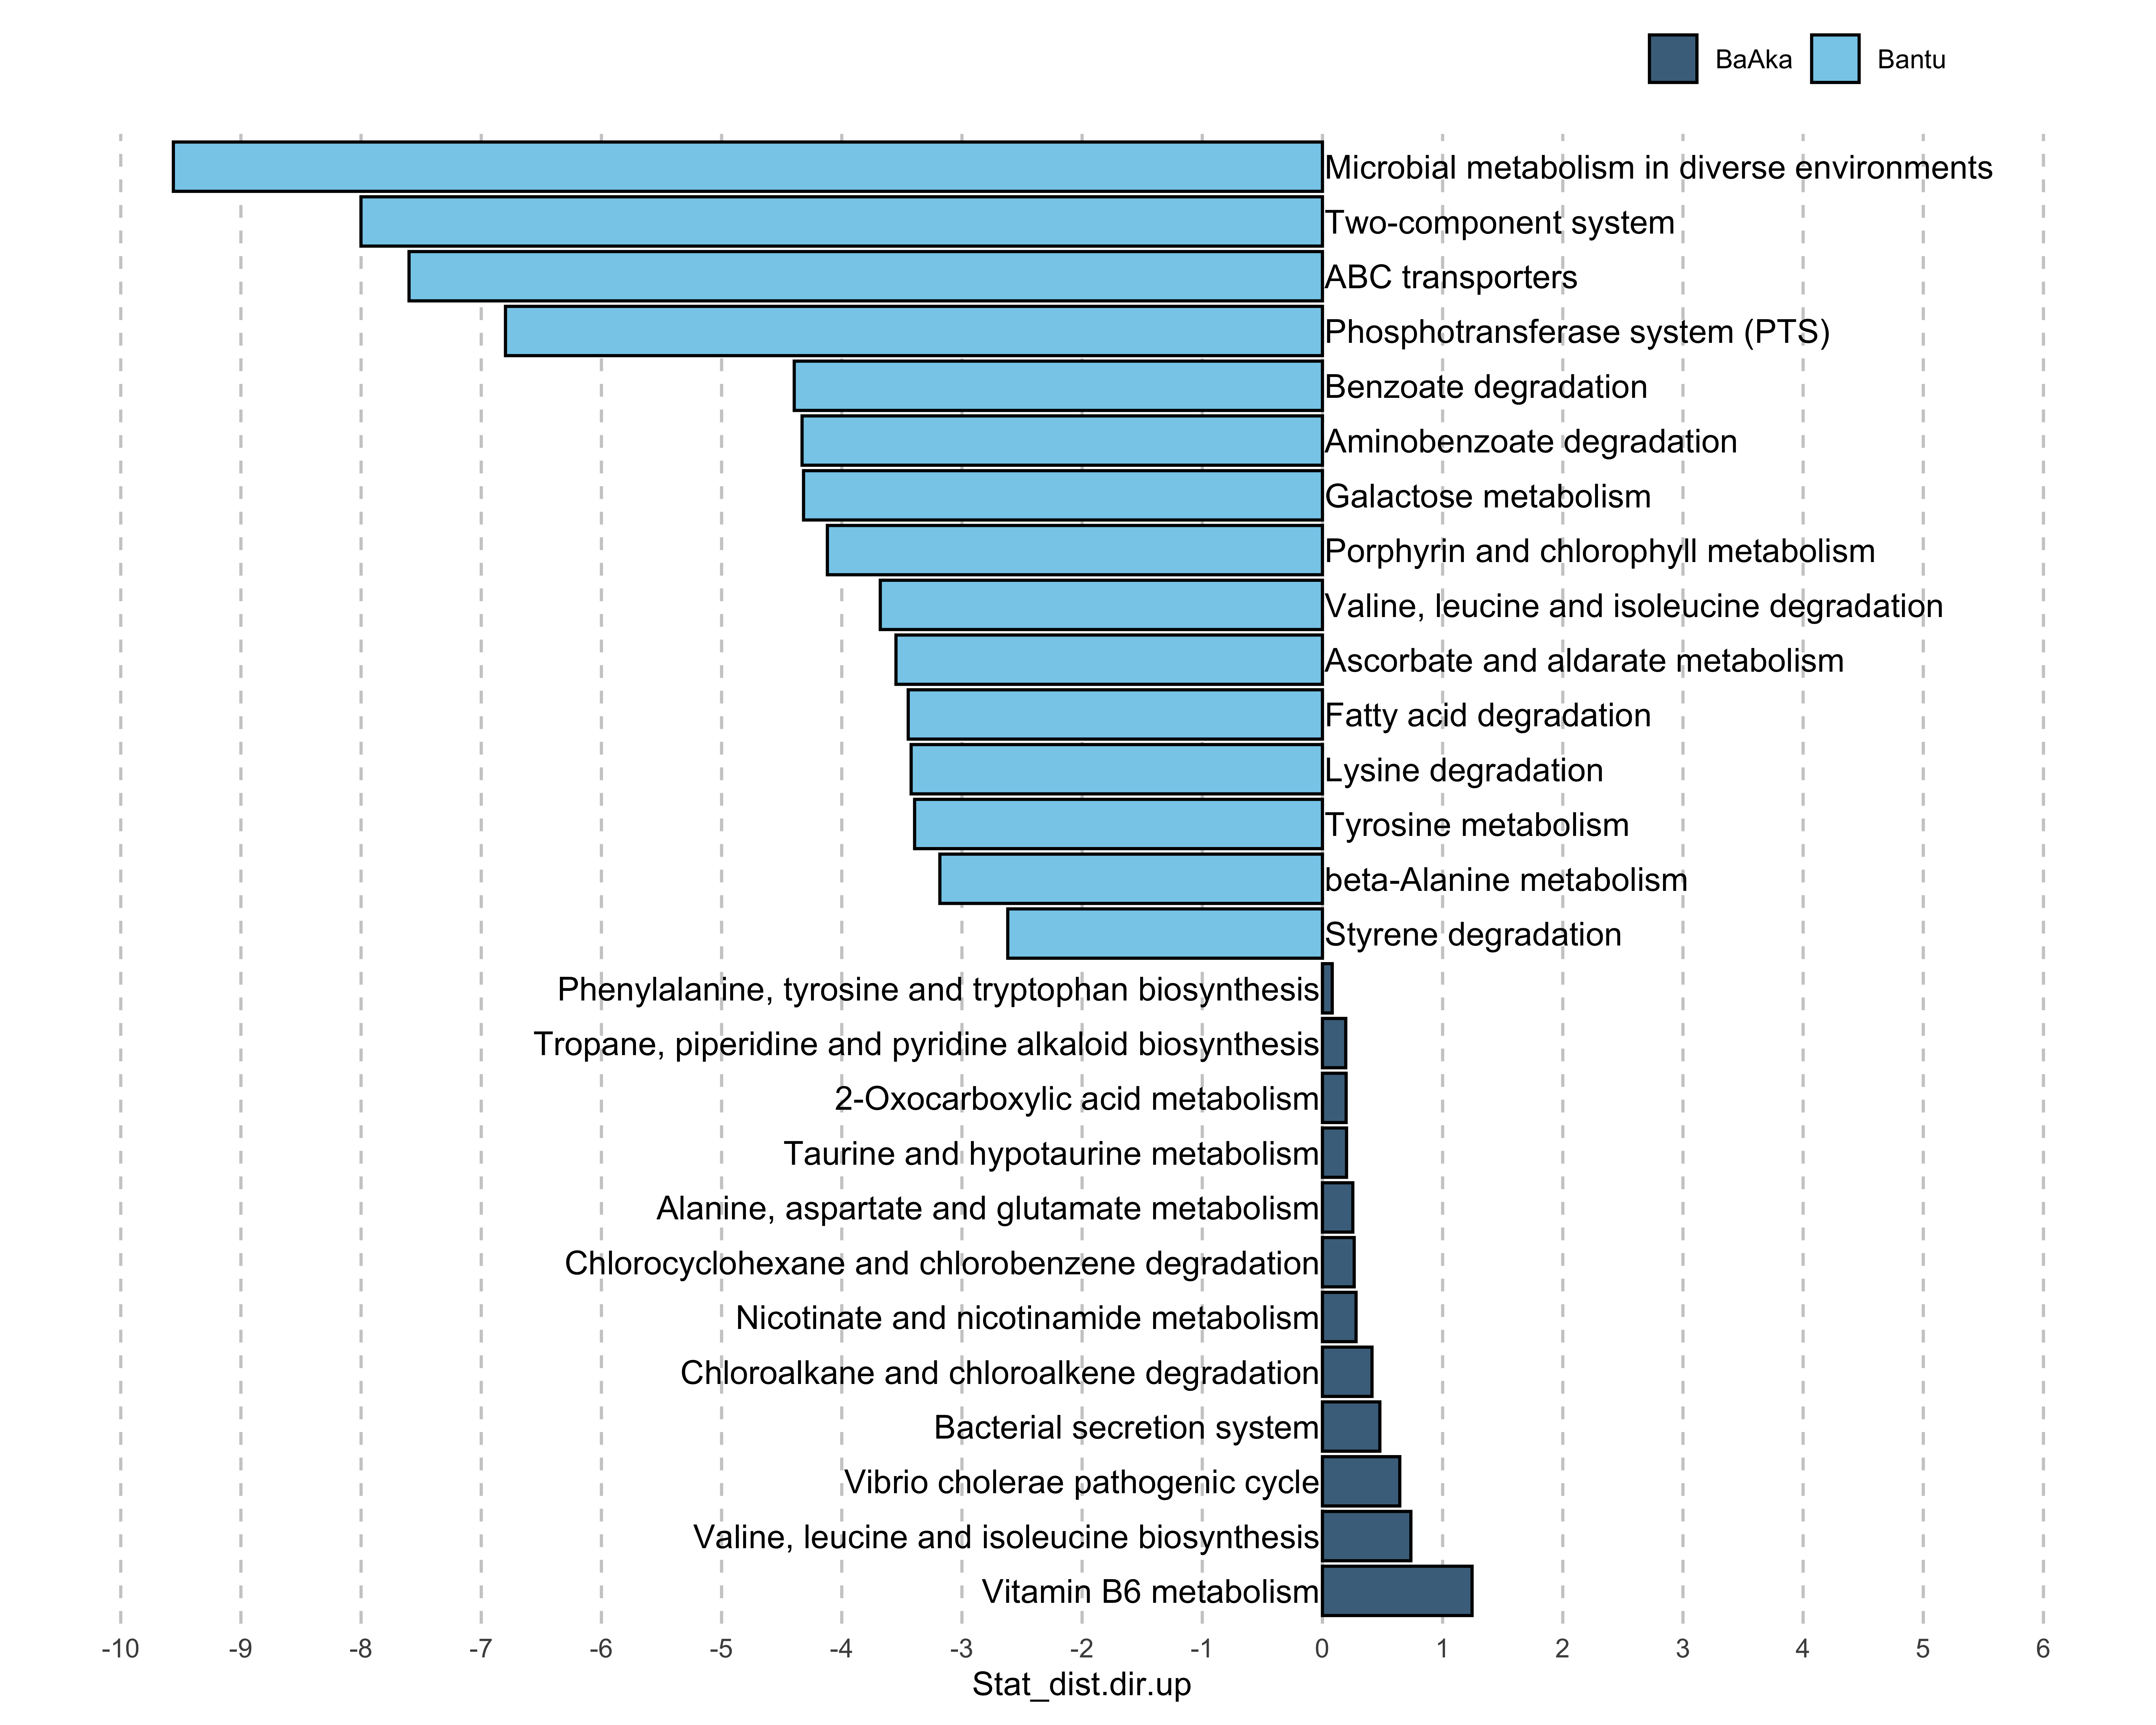 BaAka Bantu
Microbial metabolism in diverse environments
Two-component system
ABC transporters
Phosphotransferase system (PTS)
Benzoate degradation
Aminobenzoate degradation
Galactose metabolism
Porphyrin and chlorophyll metabolism
Valine, leucine and isoleucine degradation
Ascorbate and aldarate metabolism
Fatty acid degradation
Lysine degradation
Tyrosine metabolism
beta-Alanine metabolism
Styrene degradation
Phenylalanine, tyrosine and tryptophan biosynthesis
Tropane, piperidine and pyridine alkaloid biosynthesis
2-Oxocarboxylic acid metabolism
Taurine and hypotaurine metabolism
Alanine, aspartate and glutamate metabolism
Chlorocyclohexane and chlorobenzene degradation
Nicotinate and nicotinamide metabolism
Chloroalkane and chloroalkene degradation
Bacterial secretion system
Vibrio cholerae pathogenic cycle
Valine, leucine and isoleucine biosynthesis
Vitamin B6 metabolism
-10 -9 -8 -7 -6 -5 -4 -3 -2 -1 0 1 2 3 4 5 6
Stat_dist.dir.up